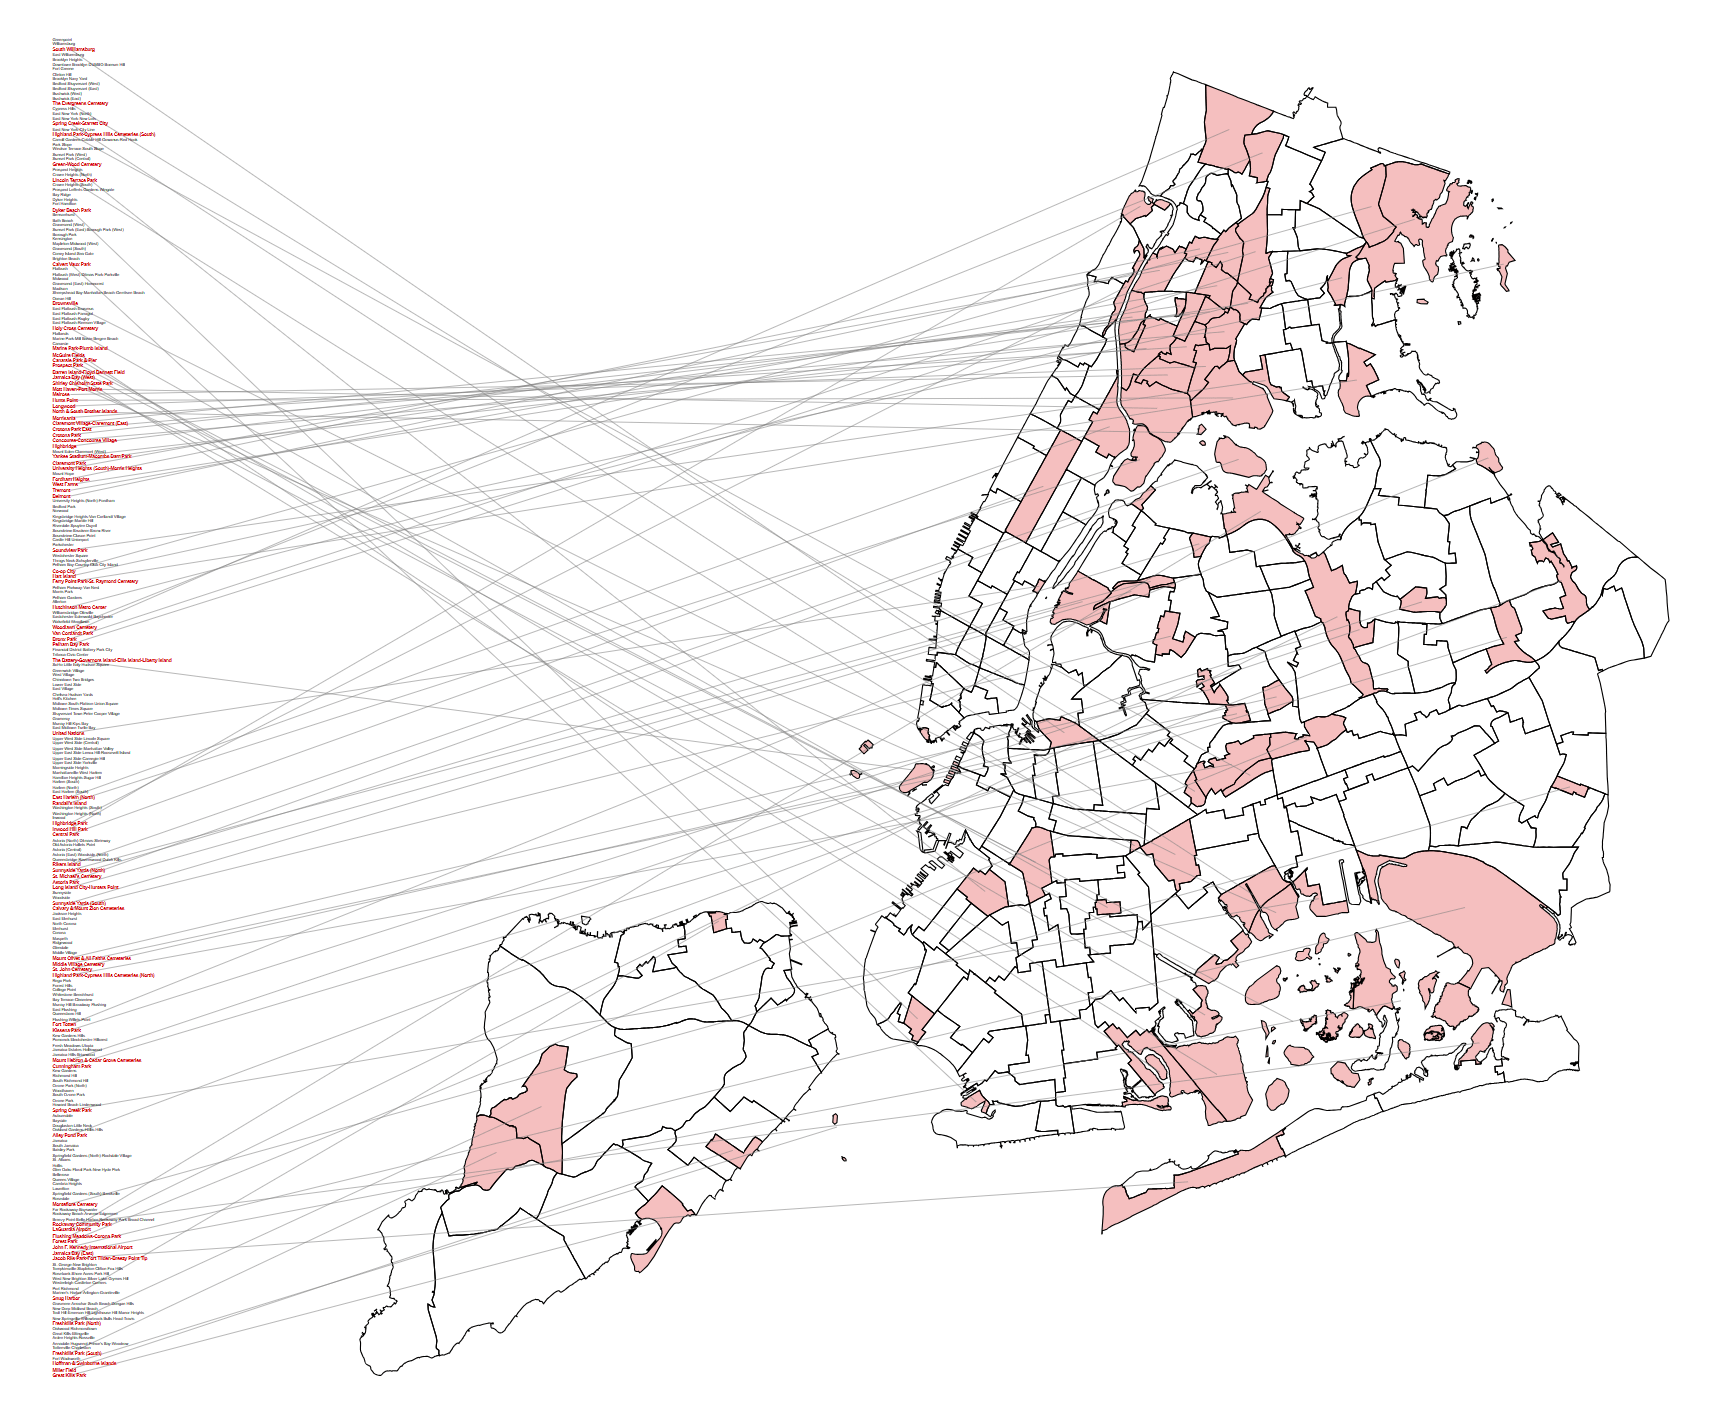 Greenpoint
Williamsburg
South Williamsburg
East Williamsburg
Brooklyn Heights
Downtown Brooklyn-DUMBO-Boerum Hill
Fort Greene
Clinton Hill
Brooklyn Navy Yard
Bedford-Stuyvesant (West)
Bedford-Stuyvesant (East)
Bushwick (West)
Bushwick (East)
The Evergreens Cemetery
Cypress Hills
East New York (North)
East New York-New Lots
Spring Creek-Starrett City
East New York-City Line
Highland Park-Cypress Hills Cemeteries (South)
Carroll Gardens-Cobble Hill-Gowanus-Red Hook
Park Slope
Windsor Terrace-South Slope
Sunset Park (West)
Sunset Park (Central)
Green-Wood Cemetery
Prospect Heights
Crown Heights (North)
Lincoln Terrace Park
Crown Heights (South)
Prospect Lefferts Gardens-Wingate
Bay Ridge
Dyker Heights
Fort Hamilton
Dyker Beach Park
Bensonhurst
Bath Beach
Gravesend (West)
Sunset Park (East)-Borough Park (West)
Borough Park
Kensington
Mapleton-Midwood (West)
Gravesend (South)
Coney Island-Sea Gate
Brighton Beach
Calvert Vaux Park
Flatbush
Flatbush (West)-Ditmas Park-Parkville
Midwood
Gravesend (East)-Homecrest
Madison
Sheepshead Bay-Manhattan Beach-Gerritsen Beach
Ocean Hill
Brownsville
East Flatbush-Erasmus
East Flatbush-Farragut
East Flatbush-Rugby
East Flatbush-Remsen Village
Holy Cross Cemetery
Flatlands
Marine Park-Mill Basin-Bergen Beach
Canarsie
Marine Park-Plumb Island
McGuire Fields
Canarsie Park & Pier
Prospect Park
Barren Island-Floyd Bennett Field
Jamaica Bay (West)
Shirley Chisholm State Park
Mott Haven-Port Morris
Melrose
Hunts Point
Longwood
North & South Brother Islands
Morrisania
Claremont Village-Claremont (East)
Crotona Park East
Crotona Park
Concourse-Concourse Village
Highbridge
Mount Eden-Claremont (West)
Yankee Stadium-Macombs Dam Park
Claremont Park
University Heights (South)-Morris Heights
Mount Hope
Fordham Heights
West Farms
Tremont
Belmont
University Heights (North)-Fordham
Bedford Park
Norwood
Kingsbridge Heights-Van Cortlandt Village
Kingsbridge-Marble Hill
Riverdale-Spuyten Duyvil
Soundview-Bruckner-Bronx River
Soundview-Clason Point
Castle Hill-Unionport
Parkchester
Soundview Park
Westchester Square
Throgs Neck-Schuylerville
Pelham Bay-Country Club-City Island
Co-op City
Hart Island
Ferry Point Park-St. Raymond Cemetery
Pelham Parkway-Van Nest
Morris Park
Pelham Gardens
Allerton
Hutchinson Metro Center
Williamsbridge-Olinville
Eastchester-Edenwald-Baychester
Wakefield-Woodlawn
Woodlawn Cemetery
Van Cortlandt Park
Bronx Park
Pelham Bay Park
Financial District-Battery Park City
Tribeca-Civic Center
The Battery-Governors Island-Ellis Island-Liberty Island
SoHo-Little Italy-Hudson Square
Greenwich Village
West Village
Chinatown-Two Bridges
Lower East Side
East Village
Chelsea-Hudson Yards
Hell's Kitchen
Midtown South-Flatiron-Union Square
Midtown-Times Square
Stuyvesant Town-Peter Cooper Village
Gramercy
Murray Hill-Kips Bay
East Midtown-Turtle Bay
United Nations
Upper West Side-Lincoln Square
Upper West Side (Central)
Upper West Side-Manhattan Valley
Upper East Side-Lenox Hill-Roosevelt Island
Upper East Side-Carnegie Hill
Upper East Side-Yorkville
Morningside Heights
Manhattanville-West Harlem
Hamilton Heights-Sugar Hill
Harlem (South)
Harlem (North)
East Harlem (South)
East Harlem (North)
Randall's Island
Washington Heights (South)
Washington Heights (North)
Inwood
Highbridge Park
Inwood Hill Park
Central Park
Astoria (North)-Ditmars-Steinway
Old Astoria-Hallets Point
Astoria (Central)
Astoria (East)-Woodside (North)
Queensbridge-Ravenswood-Dutch Kills
Rikers Island
Sunnyside Yards (North)
St. Michael's Cemetery
Astoria Park
Long Island City-Hunters Point
Sunnyside
Woodside
Sunnyside Yards (South)
Calvary & Mount Zion Cemeteries
Jackson Heights
East Elmhurst
North Corona
Elmhurst
Corona
Maspeth
Ridgewood
Glendale
Middle Village
Mount Olivet & All Faiths Cemeteries
Middle Village Cemetery
St. John Cemetery
Highland Park-Cypress Hills Cemeteries (North)
Rego Park
Forest Hills
College Point
Whitestone-Beechhurst
Bay Terrace-Clearview
Murray Hill-Broadway Flushing
East Flushing
Queensboro Hill
Flushing-Willets Point
Fort Totten
Kissena Park
Kew Gardens Hills
Pomonok-Electchester-Hillcrest
Fresh Meadows-Utopia
Jamaica Estates-Holliswood
Jamaica Hills-Briarwood
Mount Hebron & Cedar Grove Cemeteries
Cunningham Park
Kew Gardens
Richmond Hill
South Richmond Hill
Ozone Park (North)
Woodhaven
South Ozone Park
Ozone Park
Howard Beach-Lindenwood
Spring Creek Park
Auburndale
Bayside
Douglaston-Little Neck
Oakland Gardens-Hollis Hills
Alley Pond Park
Jamaica
South Jamaica
Baisley Park
Springfield Gardens (North)-Rochdale Village
St. Albans
Hollis
Glen Oaks-Floral Park-New Hyde Park
Bellerose
Queens Village
Cambria Heights
Laurelton
Springfield Gardens (South)-Brookville
Rosedale
Montefiore Cemetery
Far Rockaway-Bayswater
Rockaway Beach-Arverne-Edgemere
Breezy Point-Belle Harbor-Rockaway Park-Broad Channel
Rockaway Community Park
LaGuardia Airport
Flushing Meadows-Corona Park
Forest Park
John F. Kennedy International Airport
Jamaica Bay (East)
Jacob Riis Park-Fort Tilden-Breezy Point Tip
St. George-New Brighton
Tompkinsville-Stapleton-Clifton-Fox Hills
Rosebank-Shore Acres-Park Hill
West New Brighton-Silver Lake-Grymes Hill
Westerleigh-Castleton Corners
Port Richmond
Mariner's Harbor-Arlington-Graniteville
Snug Harbor
Grasmere-Arrochar-South Beach-Dongan Hills
New Dorp-Midland Beach
Todt Hill-Emerson Hill-Lighthouse Hill-Manor Heights
New Springville-Willowbrook-Bulls Head-Travis
Freshkills Park (North)
Oakwood-Richmondtown
Great Kills-Eltingville
Arden Heights-Rossville
Annadale-Huguenot-Prince's Bay-Woodrow
Tottenville-Charleston
Freshkills Park (South)
Fort Wadsworth
Hoffman & Swinburne Islands
Miller Field
Great Kills Park